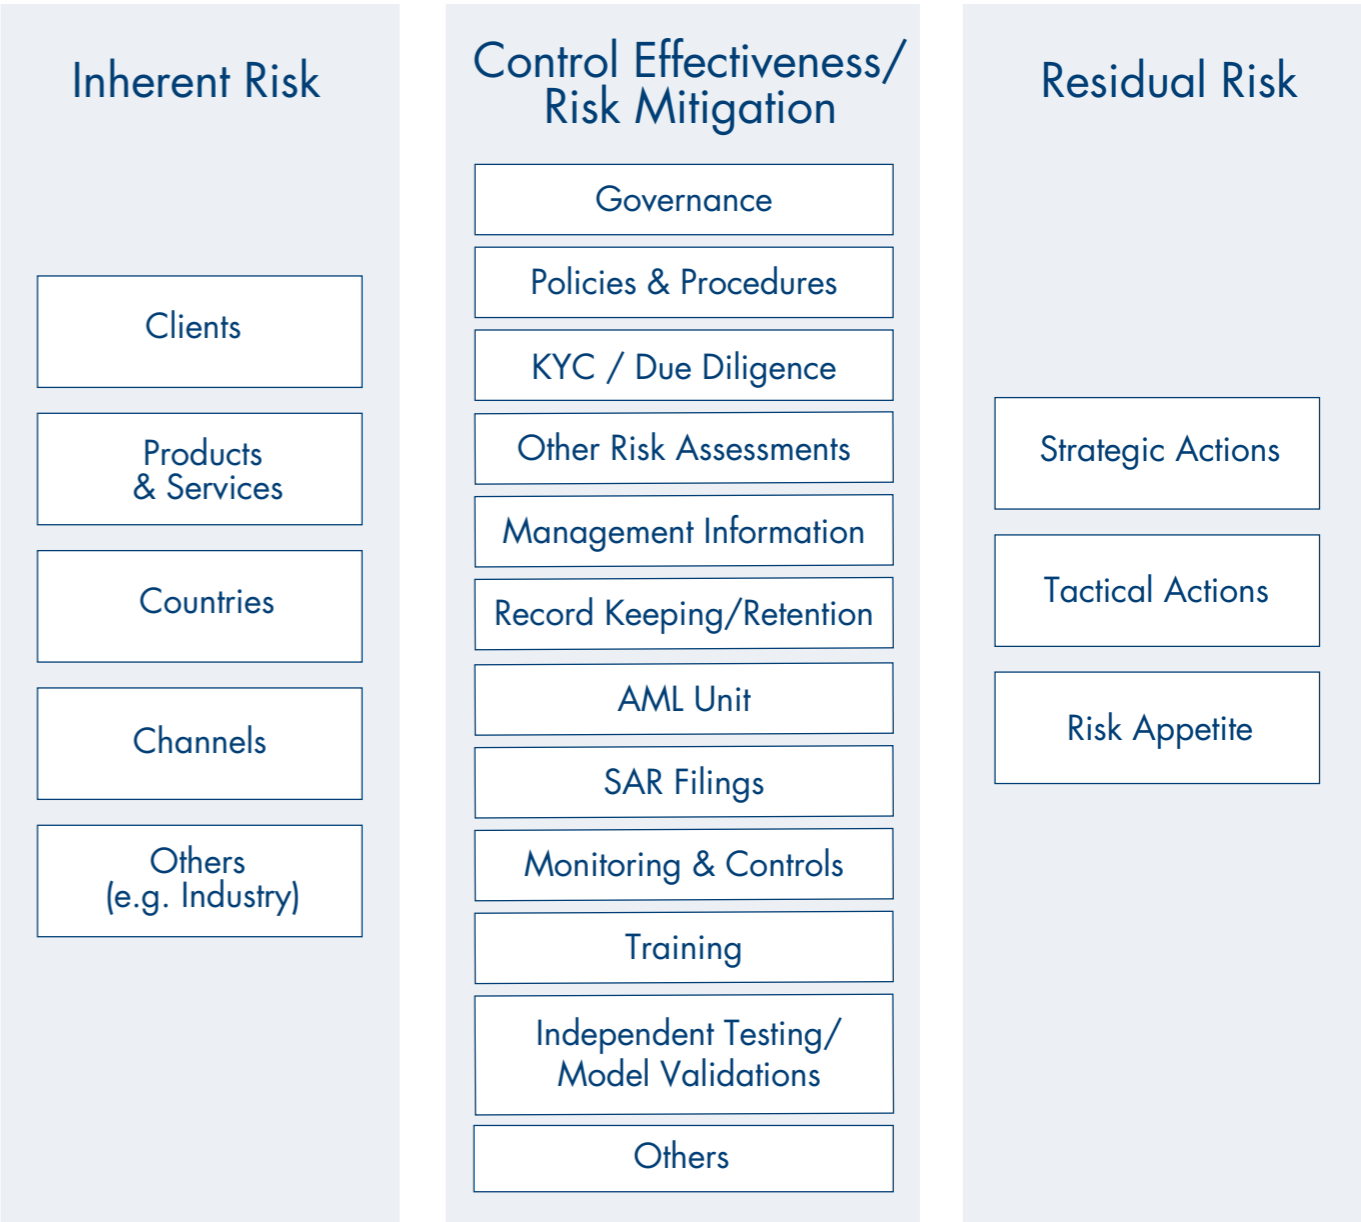 Inherent Risk
Clients
Products
& Services
Countries
Channels
Others
(e.g. Industry)
Control Effectiveness/
Risk Mitigation
Governance
Policies & Procedures
KYC / Due Diligence
Other Risk Assessments
Management Information
Record Keeping/Retention
AML Unit
SAR Filings
Monitoring & Controls
Training
Independent Testing/
Model Validations
Others
Residual Risk
Strategic Actions
Tactical Actions
Risk Appetite